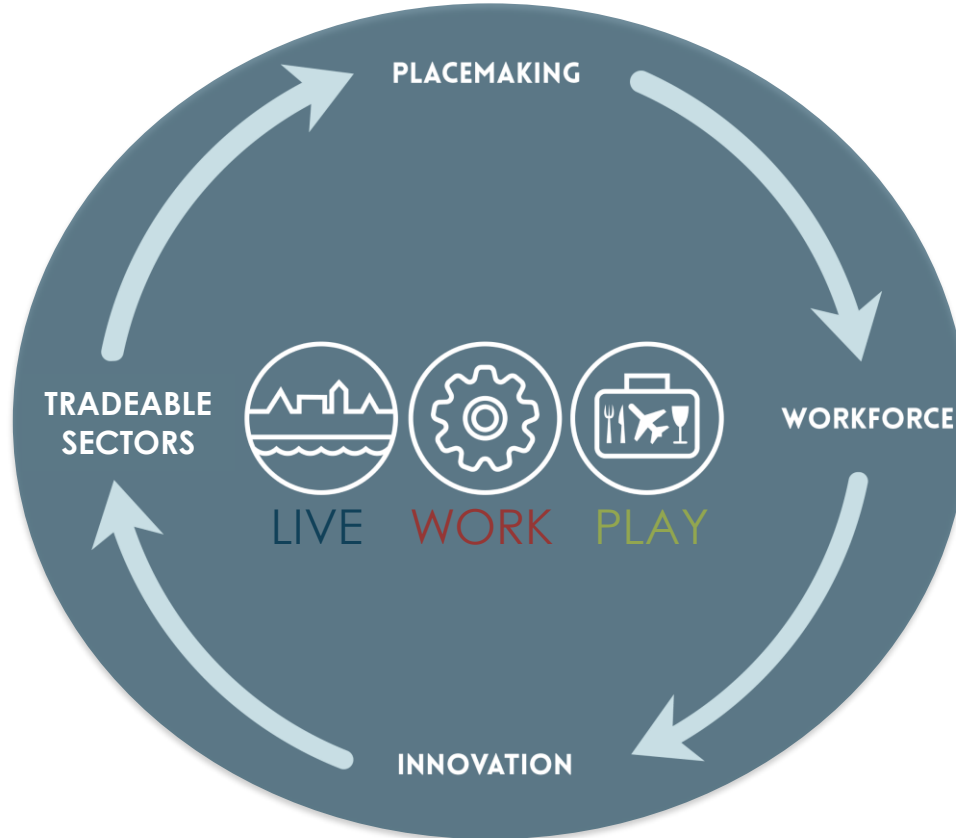 PLACEMAKING
TRADEABLE
SECTORS
WORKFORCE
LIVE WORK PLAY
INNOVATION